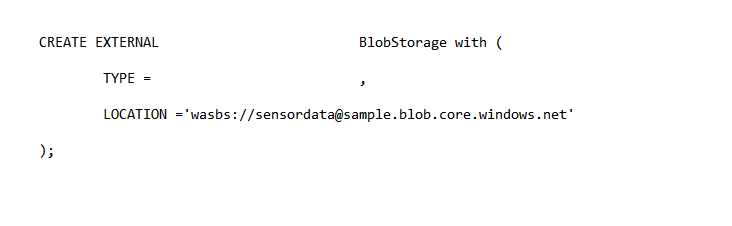 CREATE EXTERNAL BlobStorage with (
TYPE = ,
LOCATION ='wasbs://sensordata@sample.blob.core.windows.net'
);